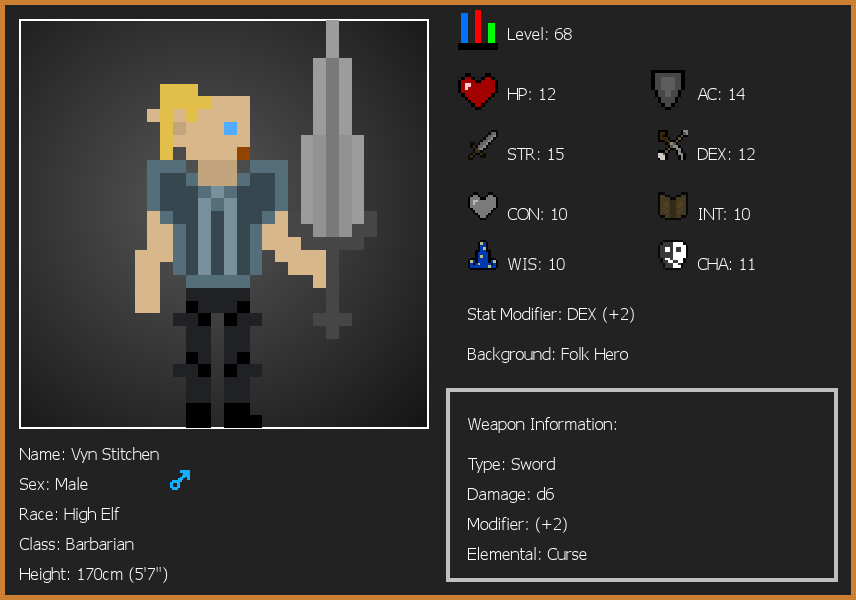 Level: 68
HP: 12
AC: 14
STR: 15
DEX: 12
CON: 10
INT: 10
WIS: 10
CHA: 11
Stat Modifier: DEX (+2)
Background: Folk Hero
Weapon Information:
Type: Sword
Damage: d6
Modifier: (+2)
Elemental: Curse
Name: Vyn Stitchen
Sex: Male
Race: High Elf
Class: Barbarian
Height: 170cm (5'7")